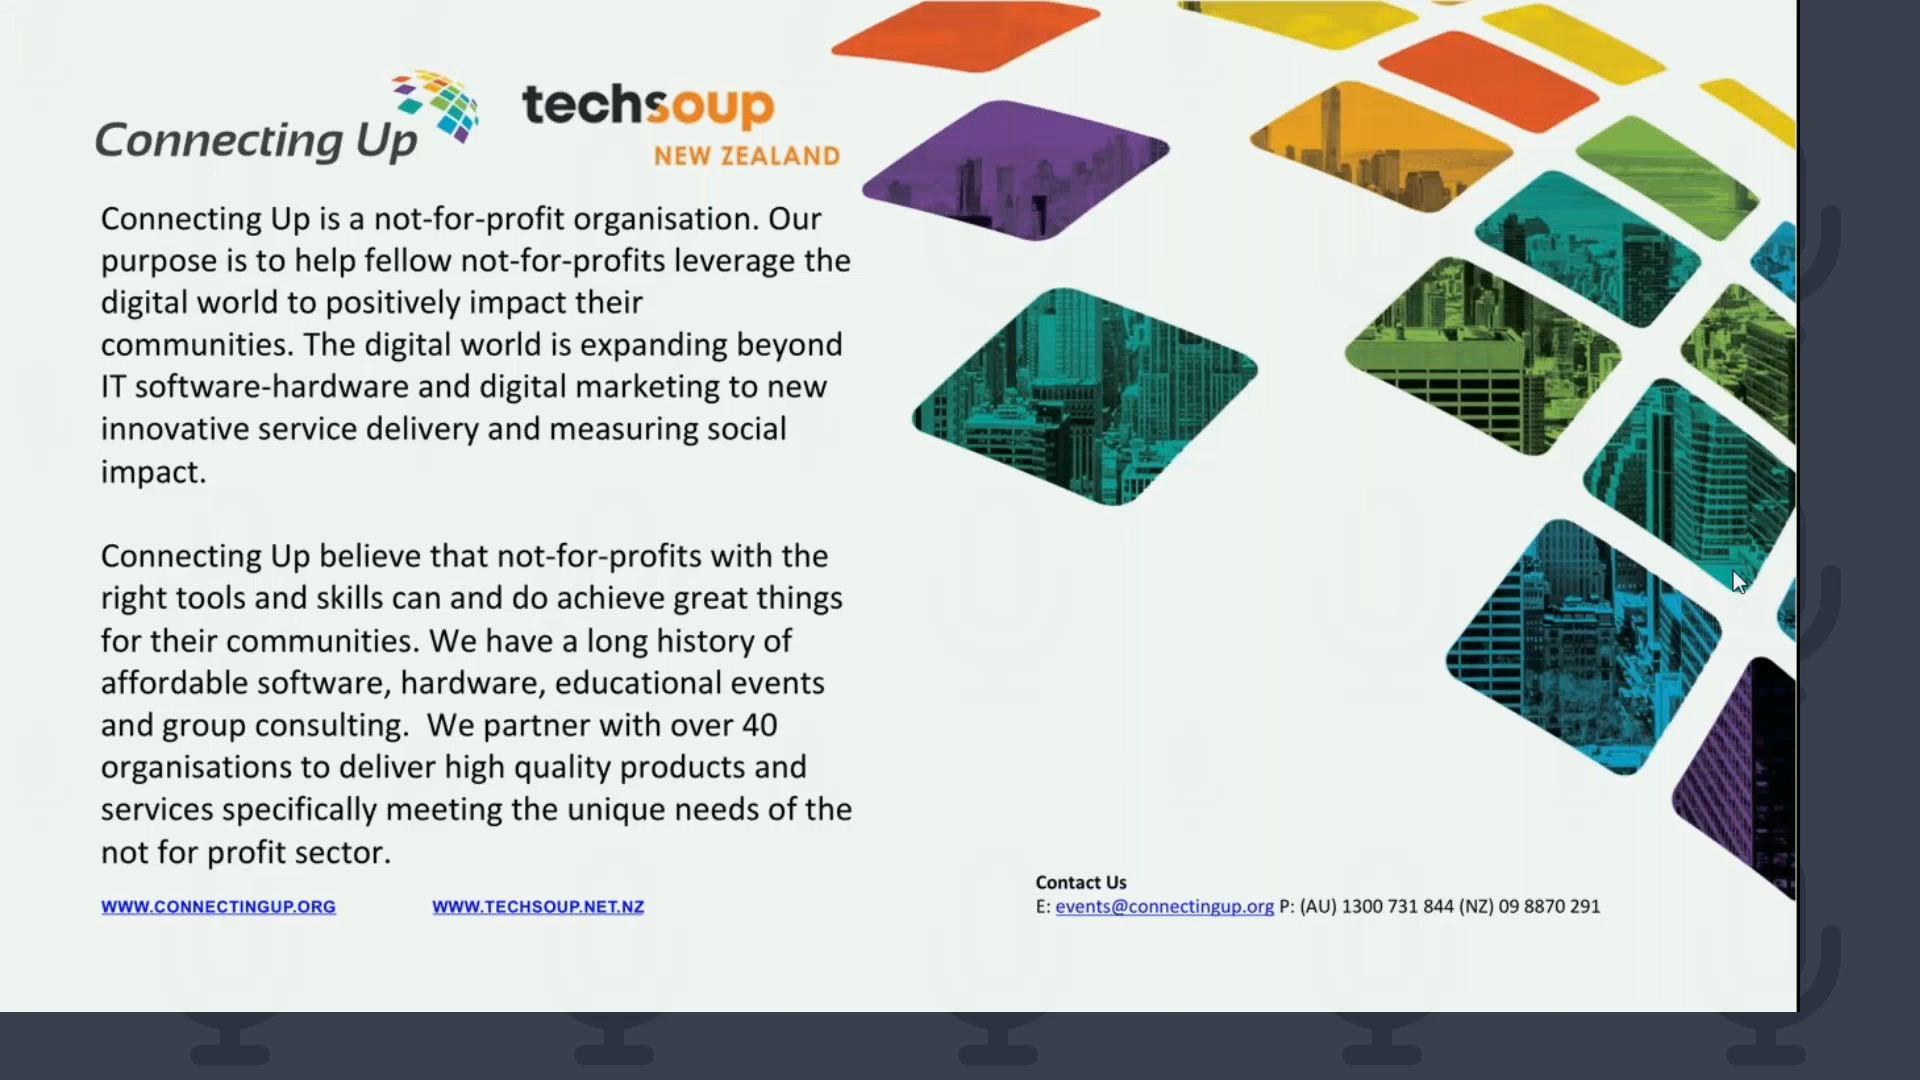 Connecting Up
techsoup
NEW ZEALAND
Connecting Up is a not-for-profit organisation. Our
purpose is to help fellow not-for-profits leverage the
digital world to positively impact their
communities. The digital world is expanding beyond
IT software-hardware and digital marketing to new
innovative service delivery and measuring social
impact.
Connecting Up believe that not-for-profits with the
right tools and skills can and do achieve great things
for their communities. We have a long history of
affordable software, hardware, educational events
and group consulting.  We partner with over 40
organisations to deliver high quality products and
services specifically meeting the unique needs of the
not for profit sector.
WWW.CONNECTINGUP.ORG WWW.TECHSOUP.NET.NZ
Contact Us
E: events@connectingup.org P: (AU) 1300 731 844 (NZ) 09 8870 291